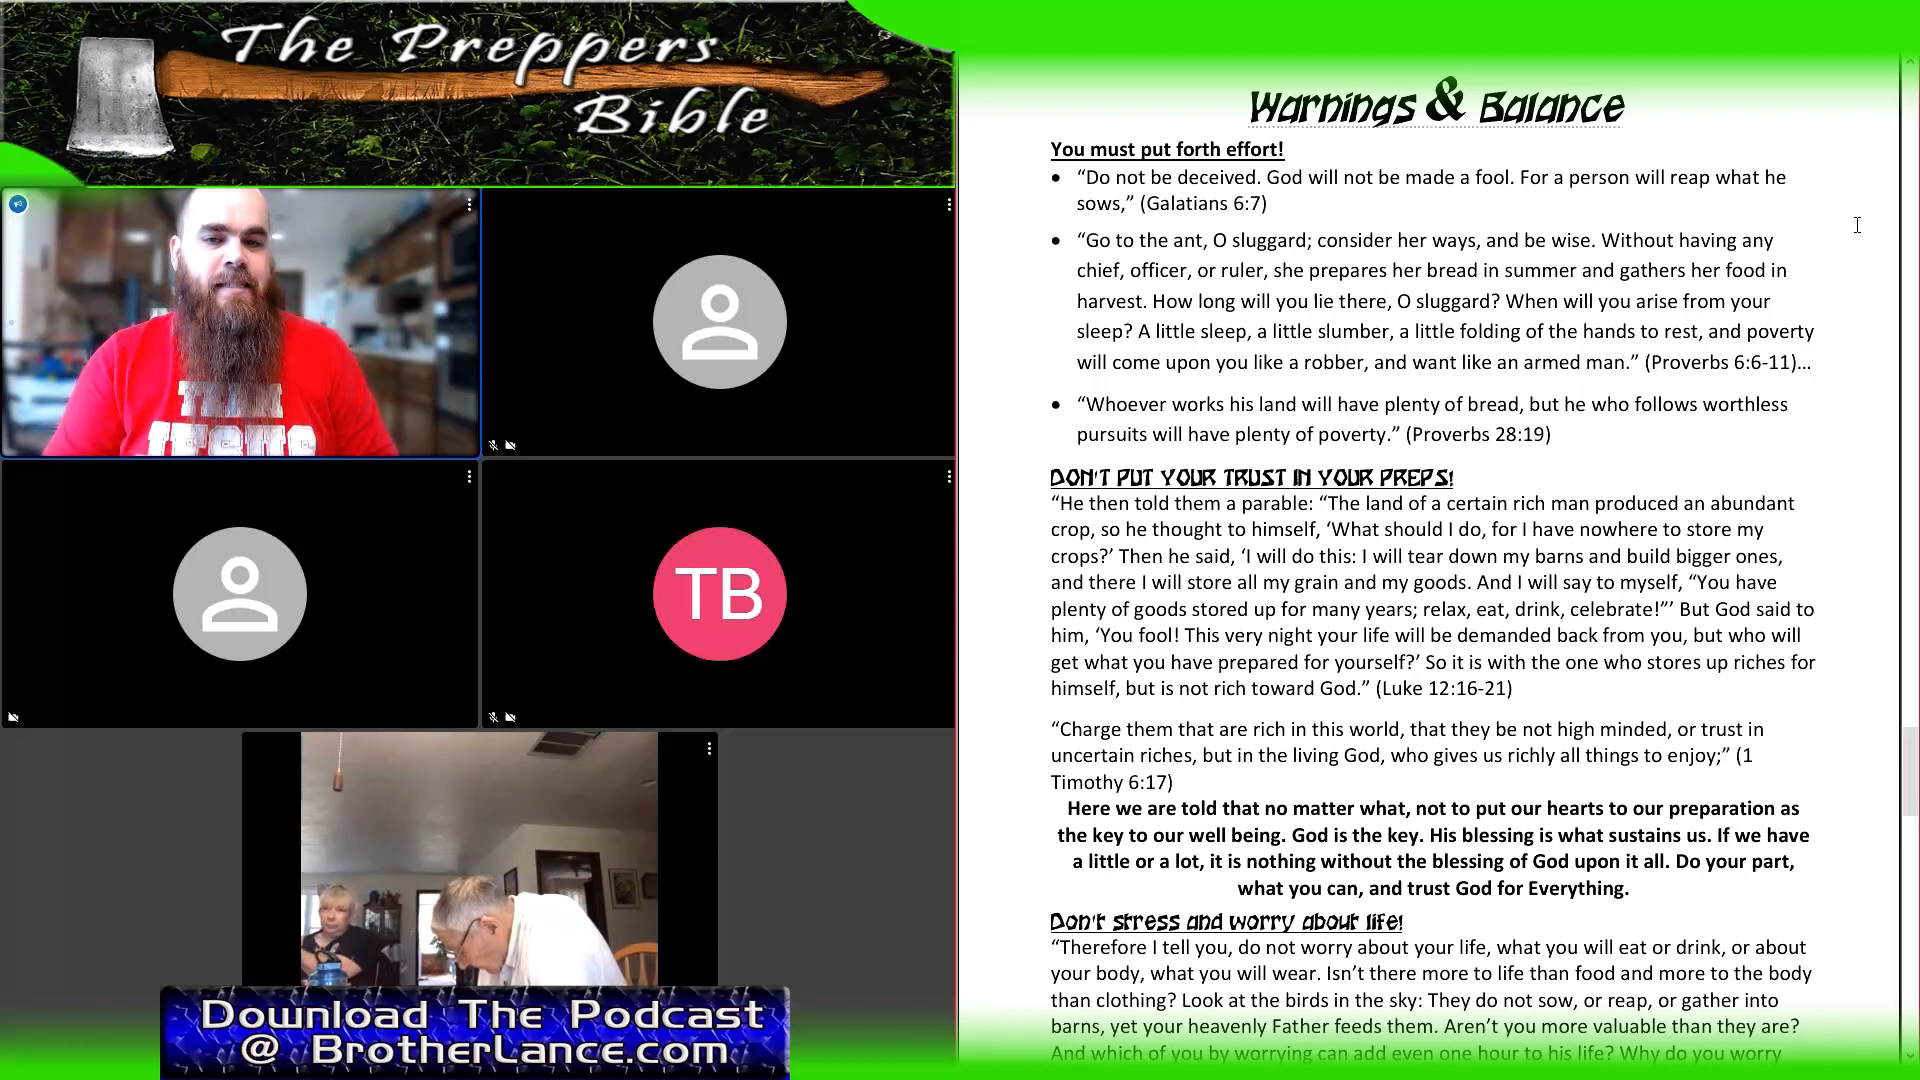 The Preppers
Bible
TB
Download The Podcast
@ BrotherLance.com
Warnings & Balance
You must put forth effort!
• “Do not be deceived. God will not be made a fool. For a person will reap what he
sows,” (Galatians 6:7)
• “Go to the ant, O sluggard; consider her ways, and be wise. Without having any
chief, officer, or ruler, she prepares her bread in summer and gathers her food in
harvest. How long will you lie there, O sluggard? When will you arise from your
sleep? A little sleep, a little slumber, a little folding of the hands to rest, and poverty
will come upon you like a robber, and want like an armed man.” (Proverbs 6:6-11)...
• “Whoever works his land will have plenty of bread, but he who follows worthless
pursuits will have plenty of poverty.” (Proverbs 28:19)
DON'T PUT YOUR TRUST IN YOUR PREPS!
“He then told them a parable: “The land of a certain rich man produced an abundant
crop, so he thought to himself, ‘What should I do, for I have nowhere to store my
crops?’ Then he said, ‘I will do this: I will tear down my barns and build bigger ones,
and there I will store all my grain and my goods. And I will say to myself, “You have
plenty of goods stored up for many years; relax, eat, drink, celebrate!”’ But God said to
him, ‘You fool! This very night your life will be demanded back from you, but who will
get what you have prepared for yourself?’ So it is with the one who stores up riches for
himself, but is not rich toward God.” (Luke 12:16-21)
“Charge them that are rich in this world, that they be not high minded, or trust in
uncertain riches, but in the living God, who gives us richly all things to enjoy;” (1
Timothy 6:17)
Here we are told that no matter what, not to put our hearts to our preparation as
the key to our well being. God is the key. His blessing is what sustains us. If we have
a little or a lot, it is nothing without the blessing of God upon it all. Do your part,
what you can, and trust God for Everything.
Don't stress and worry about life!
“Therefore I tell you, do not worry about your life, what you will eat or drink, or about
your body, what you will wear. Isn’t there more to life than food and more to the body
than clothing? Look at the birds in the sky: They do not sow, or reap, or gather into
barns, yet your heavenly Father feeds them. Aren’t you more valuable than they are?
And which of you by worrying can add even one hour to his life? Why do you worry